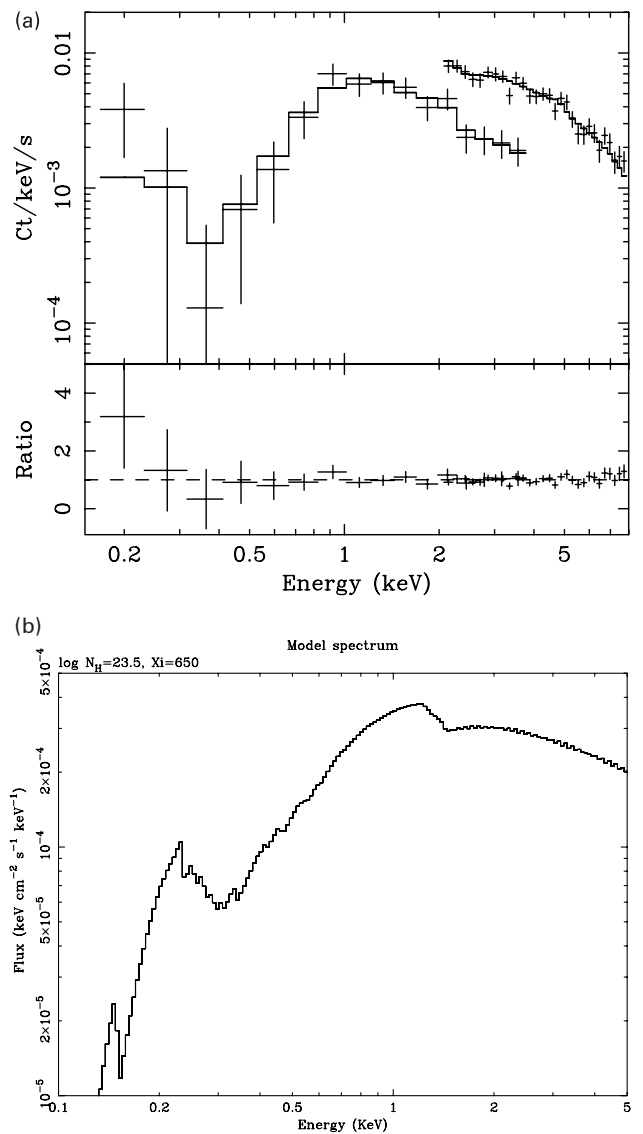 (a)
0.01
10⁻³
10⁻⁴
Ct/keV/s
4
2
0
Ratio
0.2 0.5 1 2 5
Energy (keV)
(b)
Model spectrum
log N_H=23.5, Xi=650
5×10⁻⁴
2×10⁻⁴
10⁻⁴
5×10⁻⁵
2×10⁻⁵
10⁻⁵
Flux (keV cm⁻² s⁻¹ keV⁻¹)
0.1 0.2 0.5 1 2 5
Energy (KeV)